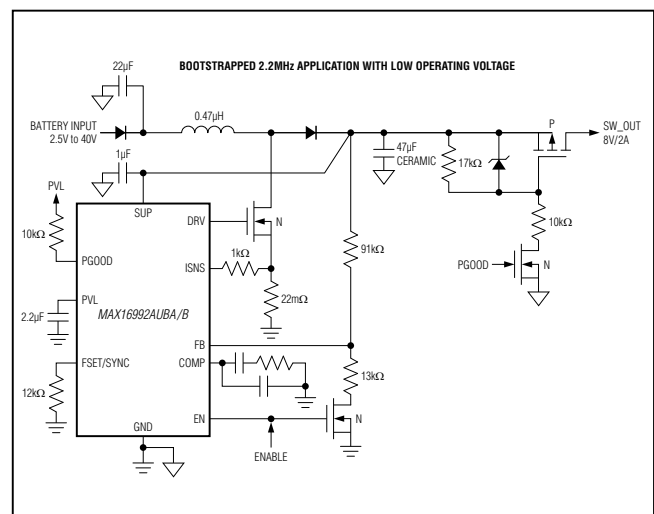 BOOTSTRAPPED 2.2MHz APPLICATION WITH LOW OPERATING VOLTAGE
22µF
BATTERY INPUT
2.5V to 40V
0.47µH
P
SW_OUT
8V/2A
1µF
47µF
CERAMIC
17kΩ
PVL
SUP
10kΩ
PGOOD
DRV
N
91kΩ
10kΩ
ISNS
1kΩ
PGOOD
N
22mΩ
PVL
2.2µF
MAX16992AUBA/B
FB
COMP
13kΩ
FSET/SYNC
12kΩ
EN
N
GND
ENABLE